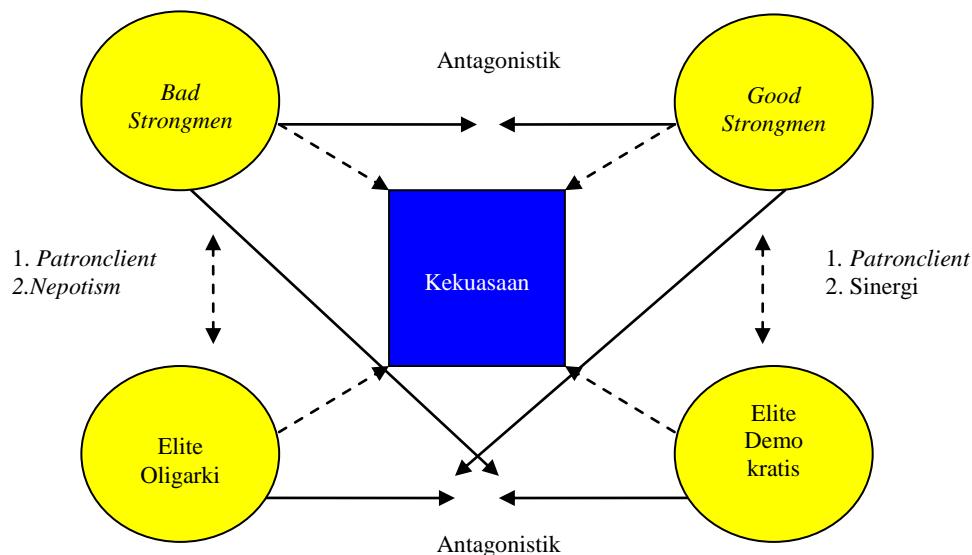 Antagonistik
Bad
Strongmen
Good
Strongmen
1. Patronclient
2.Nepotism
Kekuasaan
1. Patronclient
2. Sinergi
Elite
Oligarki
Elite
Demo
kratis
Antagonistik